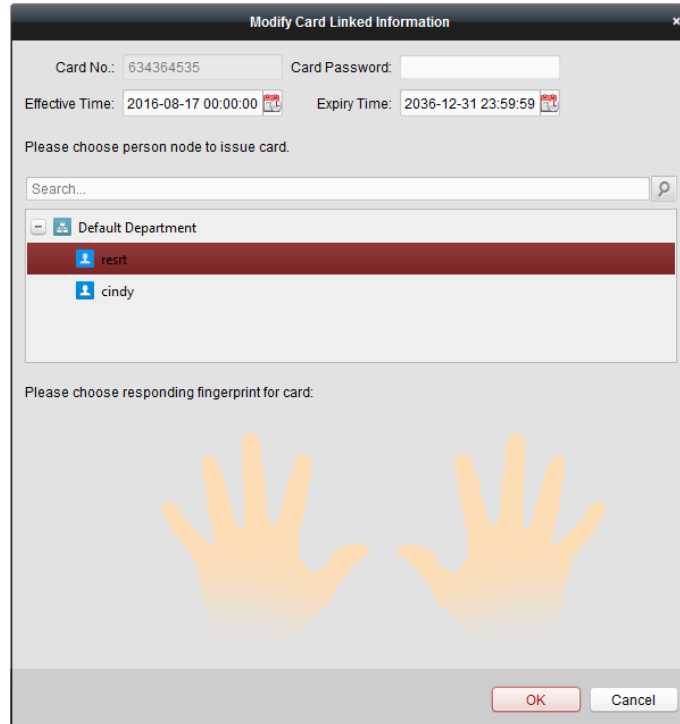 Modify Card Linked Information ×
Card No.: 634364535 Card Password:
Effective Time: 2016-08-17 00:00:00 Expiry Time: 2036-12-31 23:59:59
Please choose person node to issue card.
Search...
Default Department
resrt
cindy
Please choose responding fingerprint for card:
OK Cancel